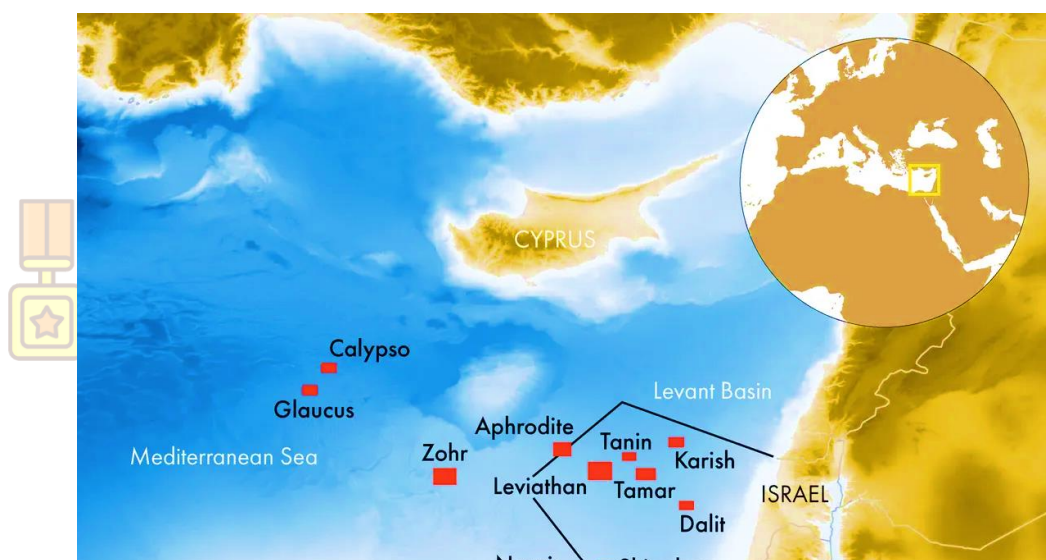 CYPRUS
Calypso
Glaucus
Levant Basin
Aphrodite
Tanin
Zohr
Karish
Mediterranean Sea
Leviathan
Tamar
ISRAEL
Dalit